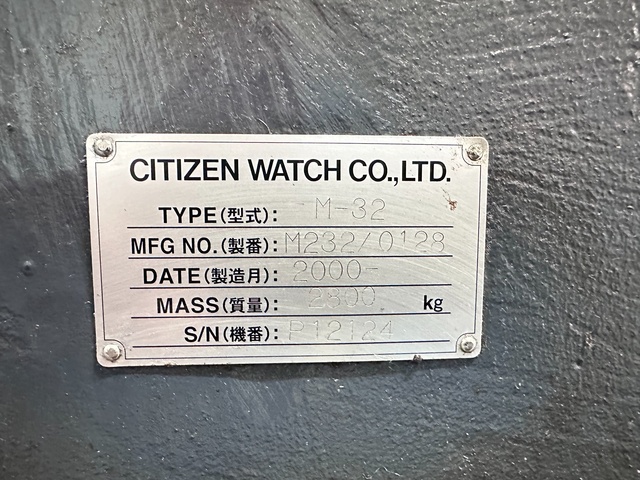 CITIZEN WATCH CO.,LTD.
TYPE(型式): M-32
MFG NO.(製番): M232/0128
DATE(製造月): 2000-
MASS(質量): 2800 kg
S/N(機番): P12124